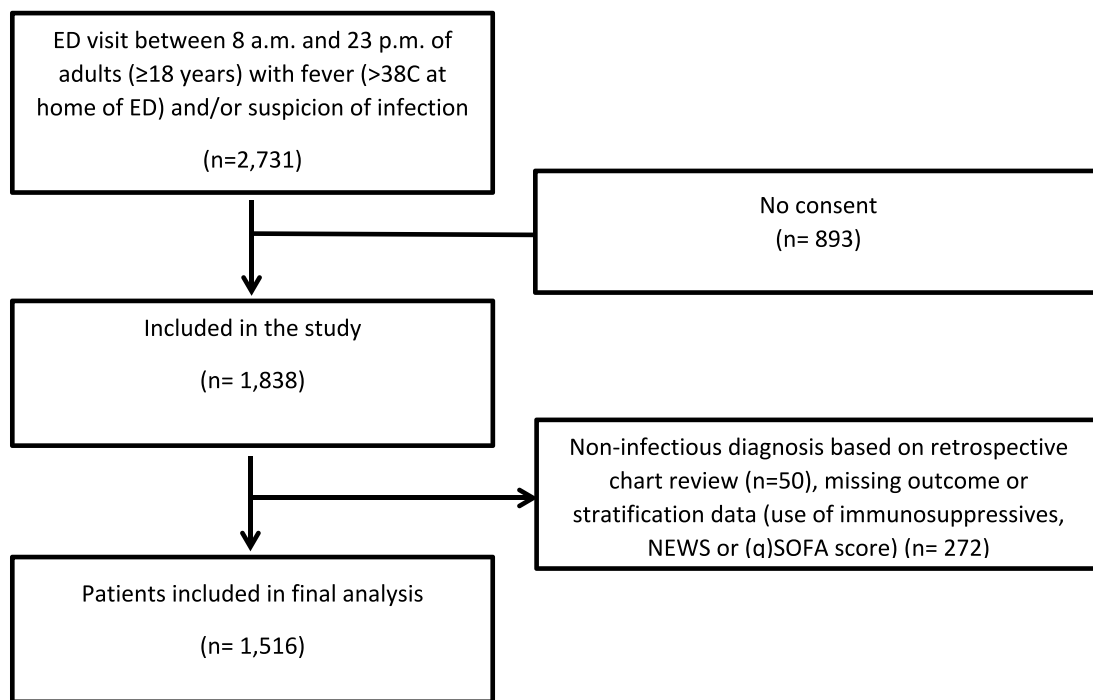 ED visit between 8 a.m. and 23 p.m. of
adults (≥18 years) with fever (>38C at
home of ED) and/or suspicion of infection
(n=2,731)
No consent
(n= 893)
Included in the study
(n= 1,838)
Non-infectious diagnosis based on retrospective
chart review (n=50), missing outcome or
stratification data (use of immunosuppressives,
NEWS or (q)SOFA score) (n= 272)
Patients included in final analysis
(n= 1,516)